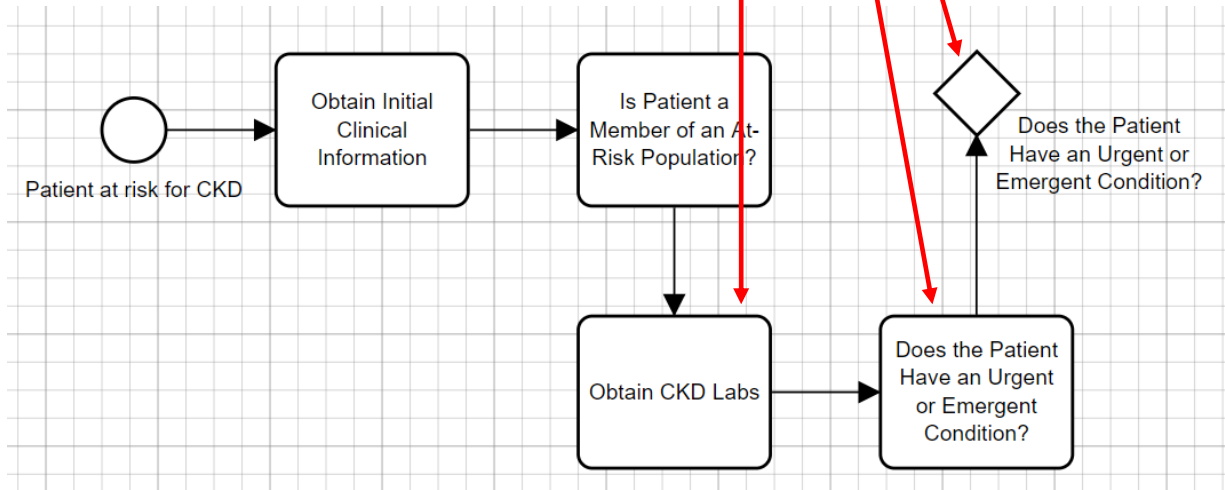 Patient at risk for CKD
Obtain Initial
Clinical
Information
Is Patient a
Member of an At-
Risk Population?
Obtain CKD Labs
Does the Patient
Have an Urgent
or Emergent
Condition?
Does the Patient
Have an Urgent or
Emergent Condition?